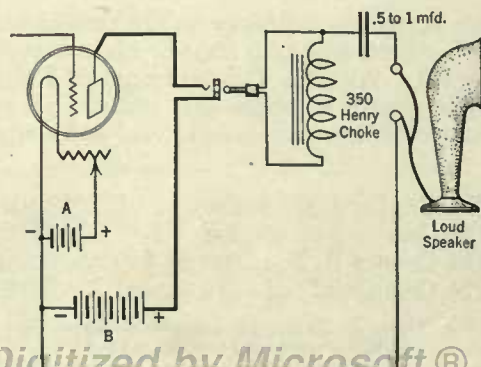 .5 to 1 mfd.
350
Henry
Choke
A
- +
Loud
Speaker
- +
B
Digitized by Microsoft ®